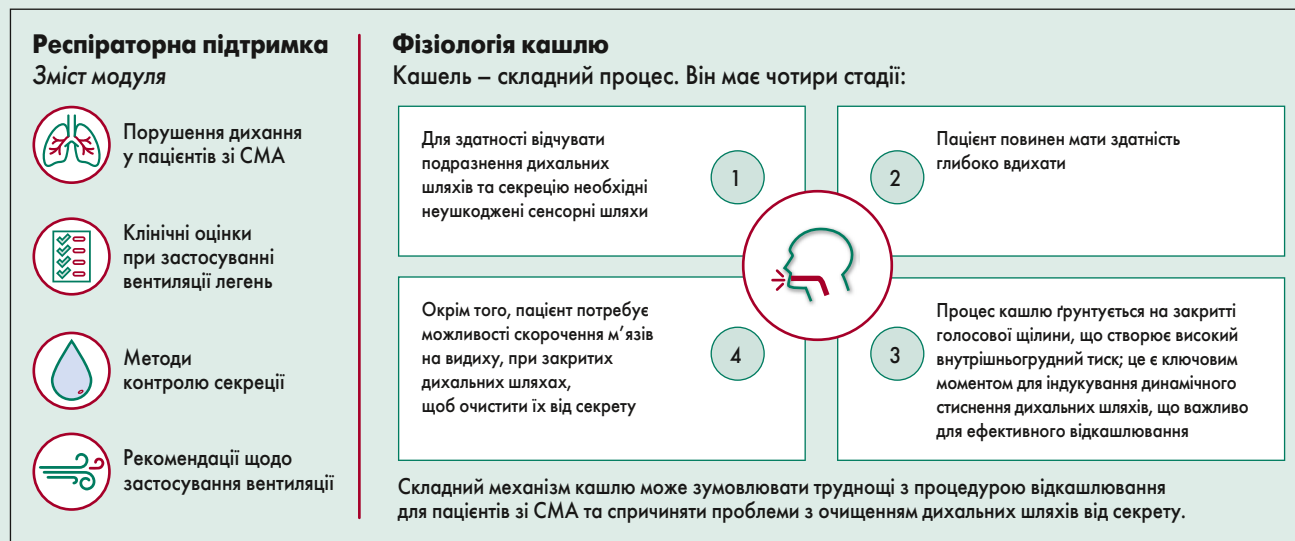 Респіраторна підтримка
Зміст модуля
Порушення дихання
у пацієнтів зі СМА
Клінічні оцінки
при застосуванні
вентиляції легень
Методи
контролю секреції
Рекомендації щодо
застосування вентиляції
Фізіологія кашлю
Кашель – складний процес. Він має чотири стадії:
Для здатності відчувати
подразнення дихальних
шляхів та секрецію необхідні
неушкоджені сенсорні шляхи
1
2
Пацієнт повинен мати здатність
глибоко вдихати
Окрім того, пацієнт потребує
можливості скорочення м’язів
на видиху, при закритих
дихальних шляхах,
щоб очистити їх від секрету
4
3
Процес кашлю ґрунтується на закритті
голосової щілини, що створює високий
внутрішньогрудний тиск; це є ключовим
моментом для індукування динамічного
стиснення дихальних шляхів, що важливо
для ефективного відкашлювання
Складний механізм кашлю може зумовлювати труднощі з процедурою відкашлювання
для пацієнтів зі СМА та спричиняти проблеми з очищенням дихальних шляхів від секрету.